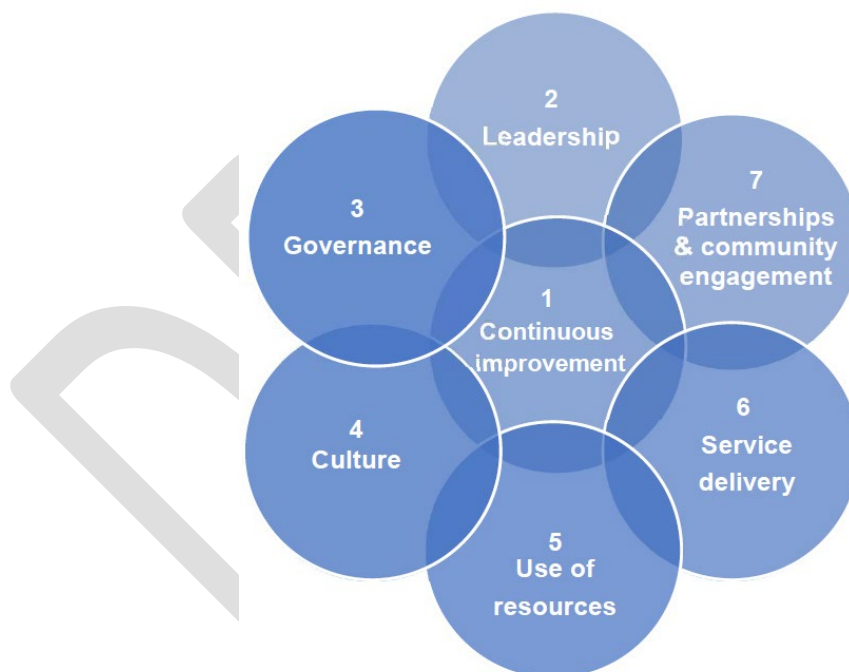 2
Leadership
3
Governance
7
Partnerships
& community
engagement
1
Continuous
improvement
4
Culture
6
Service
delivery
5
Use of
resources